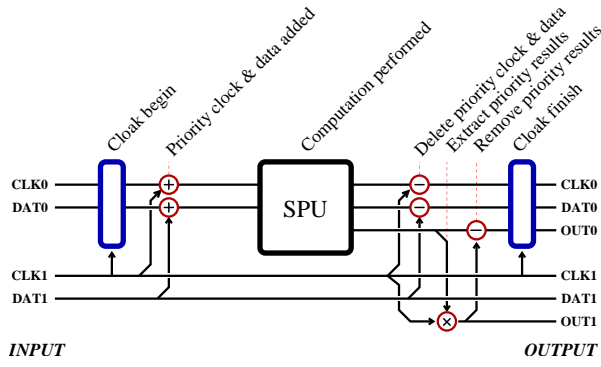 Cloak begin
Priority clock & data added
Computation performed
Delete priority clock & data
Extract priority results
Remove priority results
Cloak finish
CLK0
CLK0
+
−
DAT0
SPU
DAT0
+
−
OUT0
−
CLK1
CLK1
DAT1
DAT1
×
OUT1
INPUT
OUTPUT